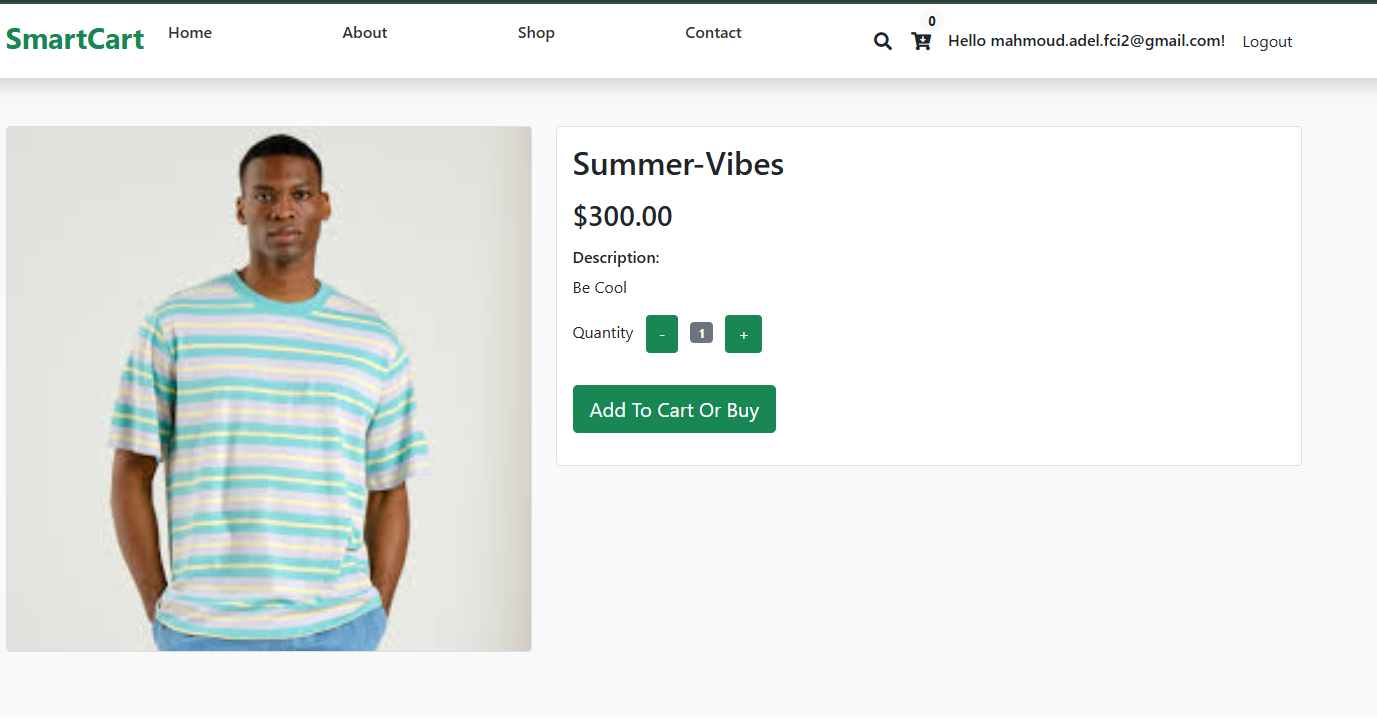 SmartCart Home About Shop Contact 0 Hello mahmoud.adel.fci2@gmail.com! Logout
Summer-Vibes
$300.00
Description:
Be Cool
Quantity - 1 +
Add To Cart Or Buy